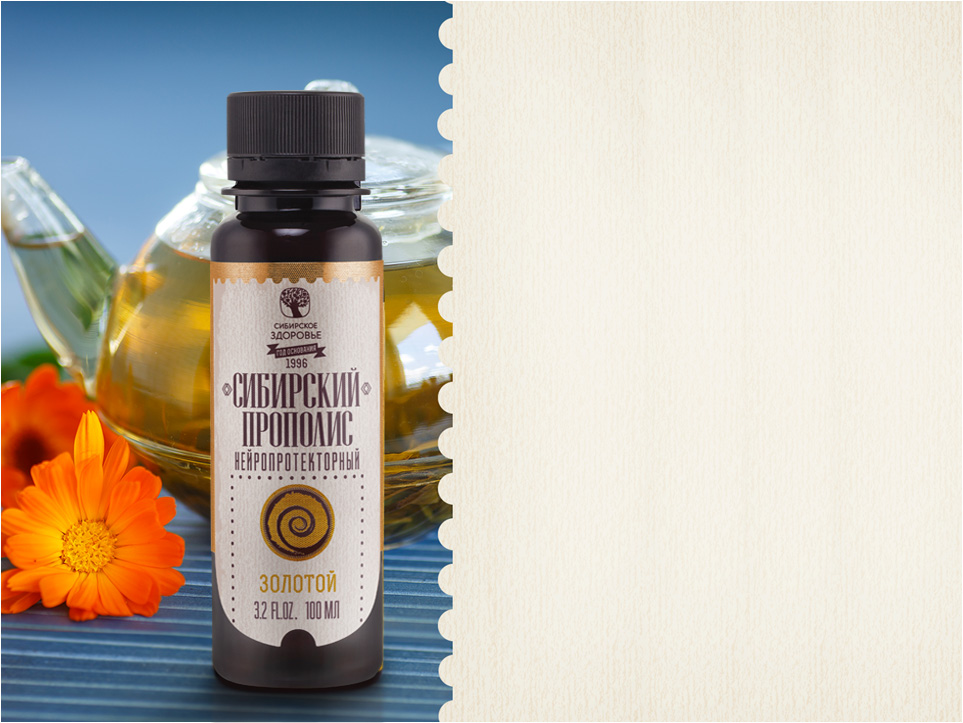 СИБИРСКОЕ
ЗДОРОВЬЕ
ГОД ОСНОВАНИЯ
1996
СИБИРСКИЙ
ПРОПОЛИС
НЕЙРОПРОТЕКТОРНЫЙ
ЗОЛОТОЙ
3.2 FL.OZ. 100 МЛ